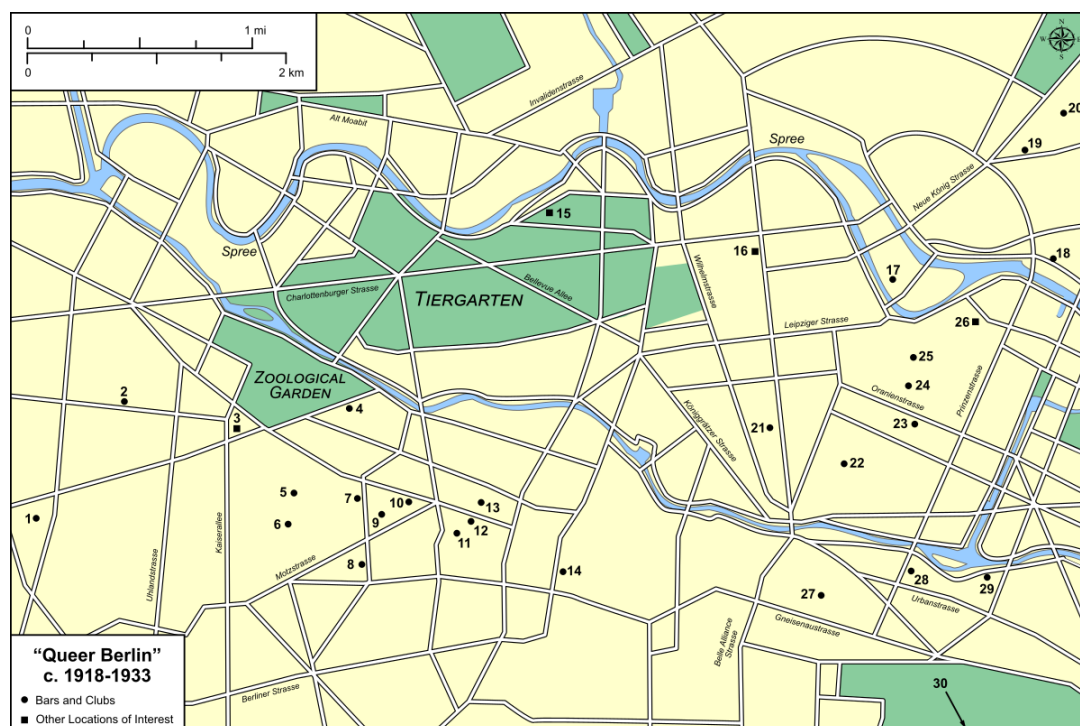 0
1 mi
0
2 km
N
W
E
S
Invalidenstrasse
Alt Moabit
20
19
Spree
Neue König Strasse
15
Spree
16
18
Wilhelmstrasse
17
Bellevue Allee
Charlottenburger Strasse
TIERGARTEN
Leipziger Strasse
26
25
ZOOLOGICAL
GARDEN
24
Oranienstrasse
Prinzenstrasse
2
3
4
Königgrätzer Strasse
21
23
22
5
7
10
13
9
12
6
11
1
Kaiserallee
Uhlandstrasse
Motzstrasse
8
14
28
29
27
Urbanstrasse
Gneisenaustrasse
Belle Alliance
Strasse
30
Berliner Strasse
“Queer Berlin”
c. 1918-1933
Bars and Clubs
Other Locations of Interest